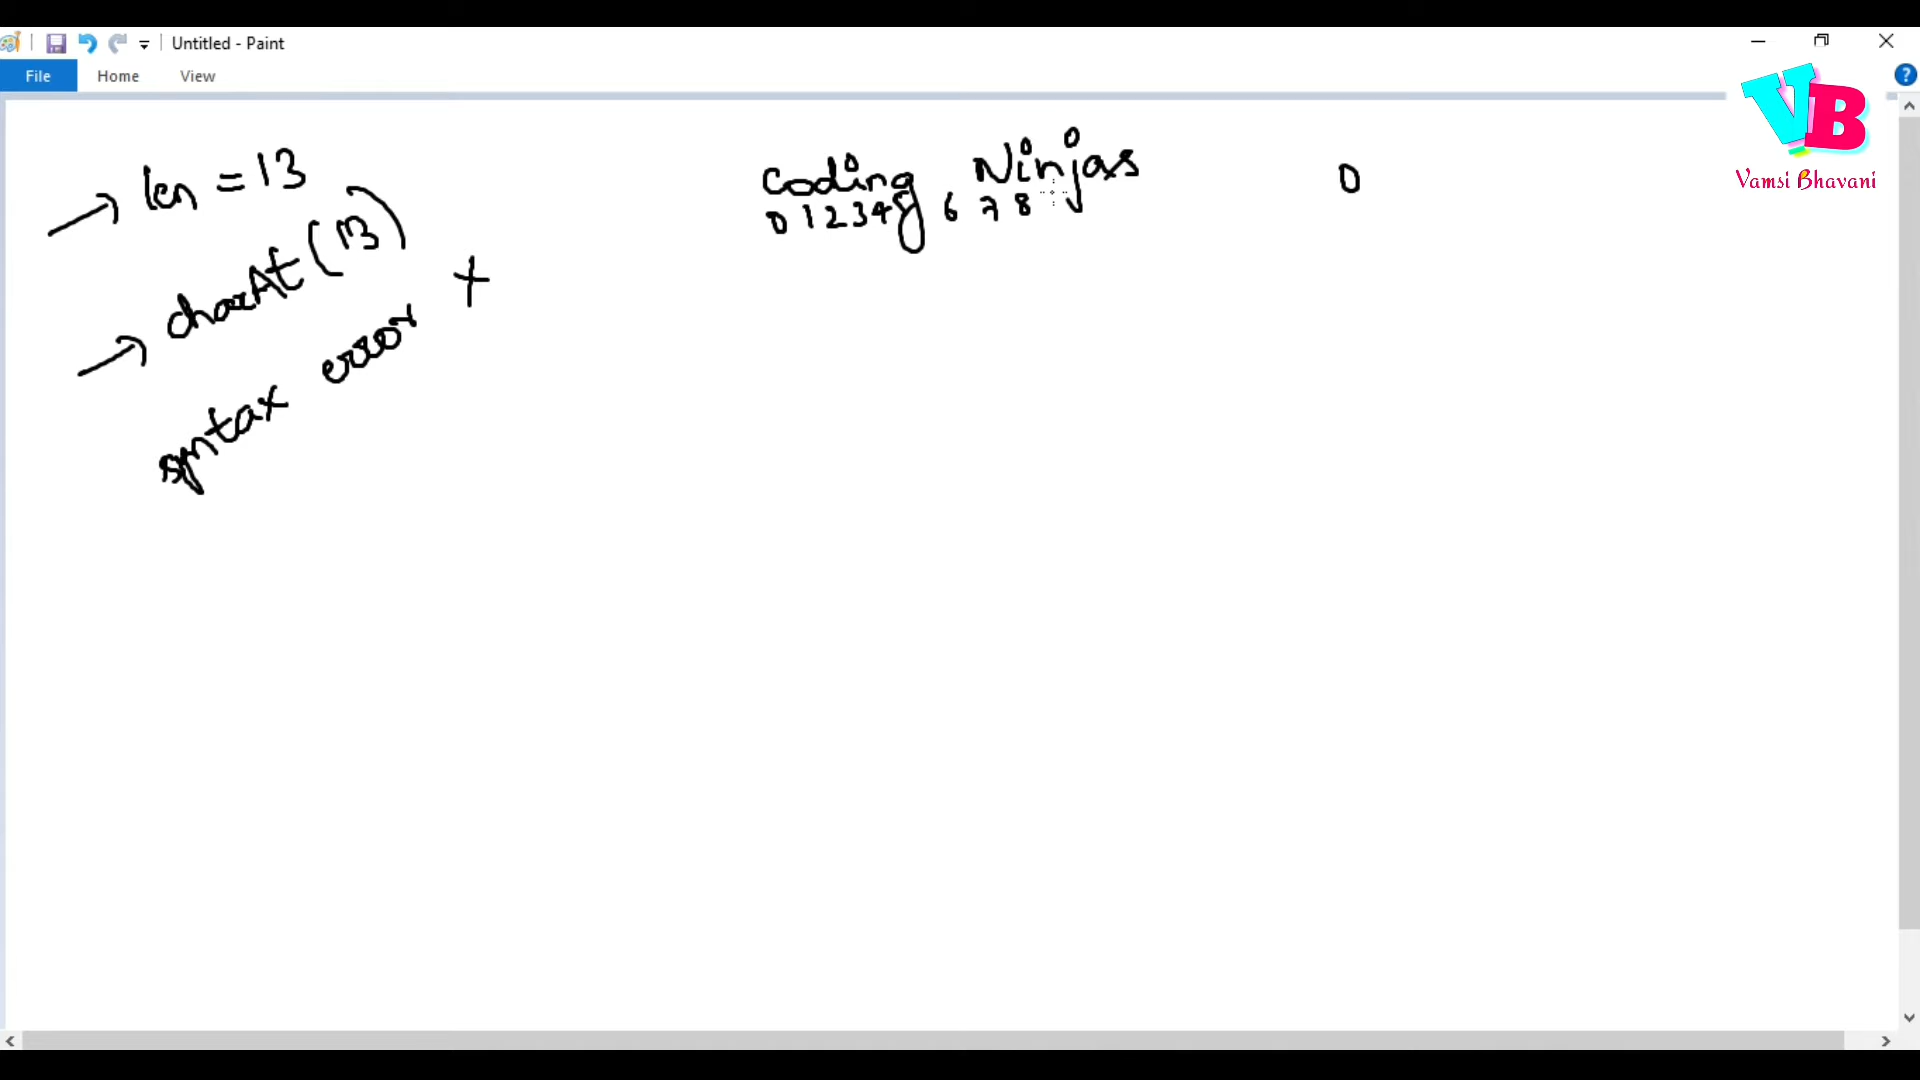 Untitled - Paint
File Home View
VB
Vamsi Bhavani
→ len = 13
→ charAt(13)
syntax error
+
Coding Ninjas
0 1 2 3 4 6 7 8
0